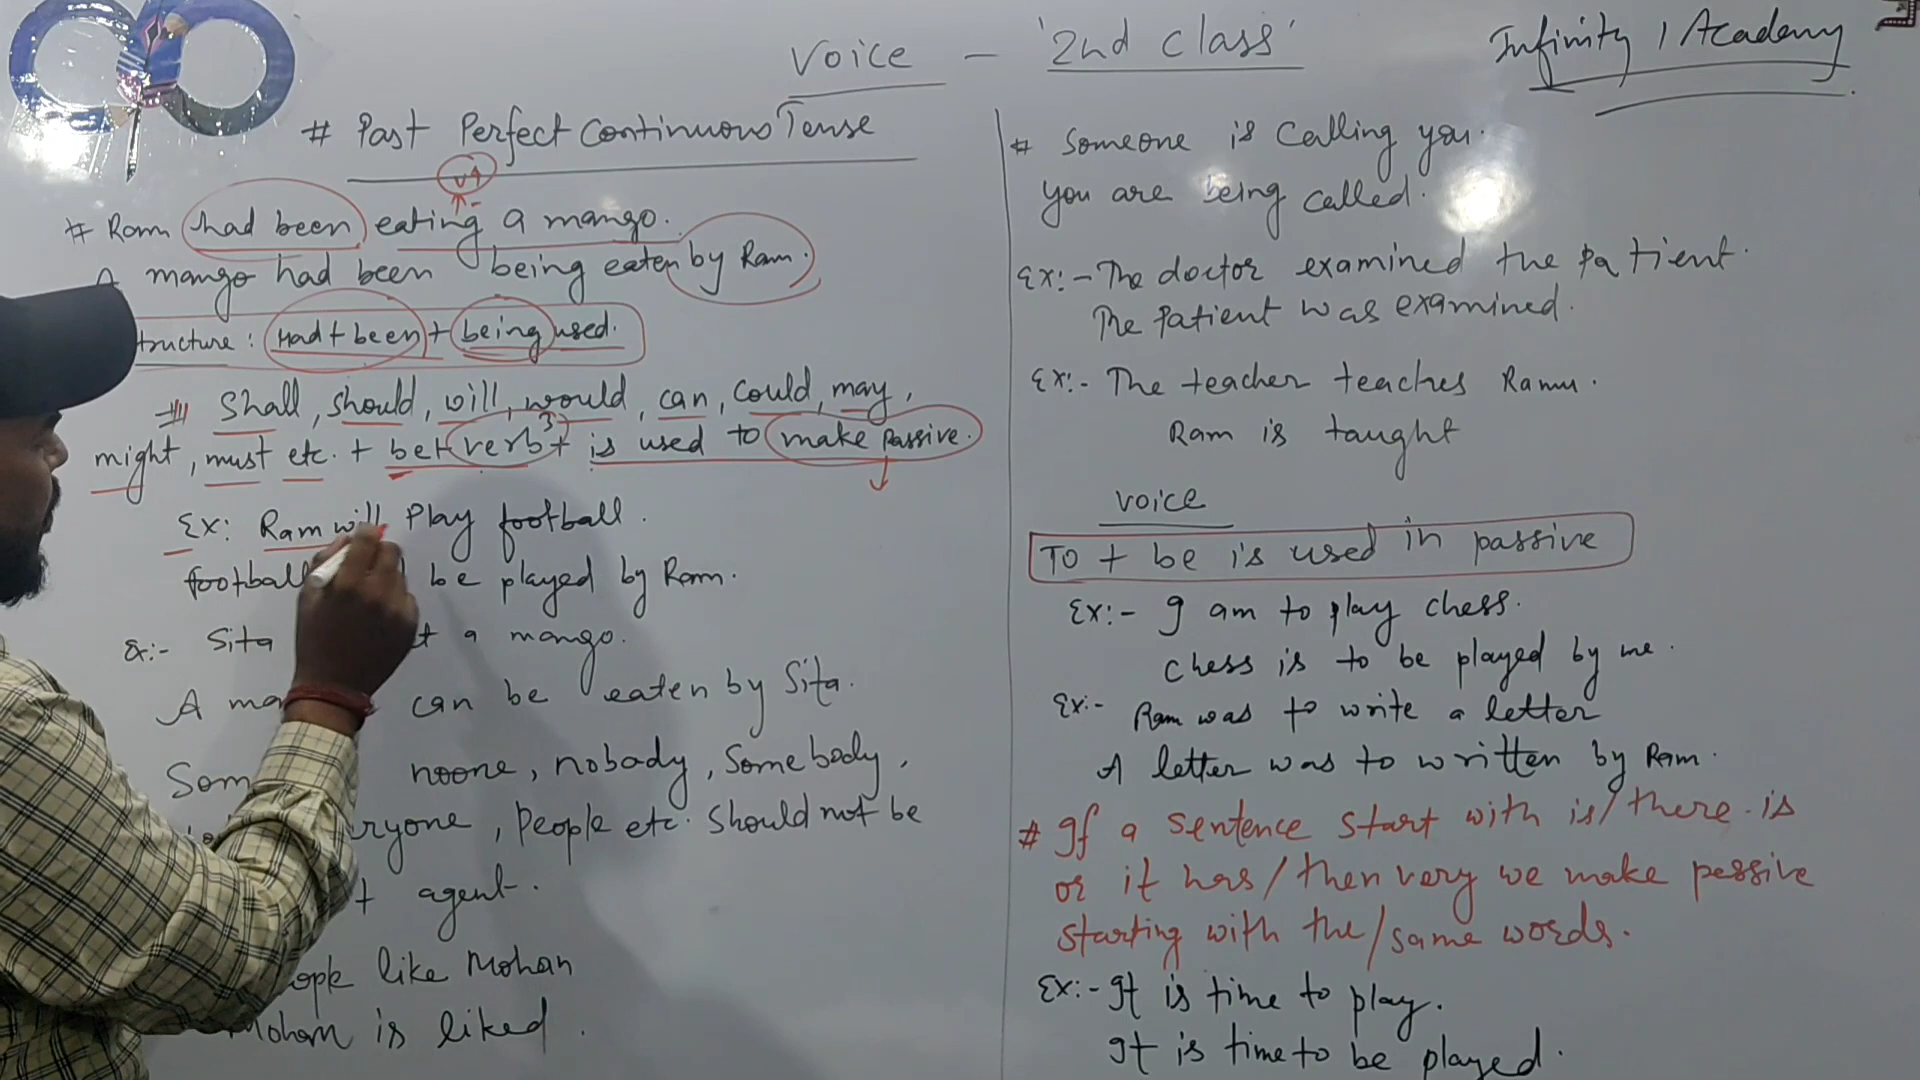 Voice - '2nd class'
Infinity Academy
# Past Perfect Continuous Tense
v4
# Ram had been eating a mango.
A mango had been being eaten by Ram.
tructure : Had + been + being used.
Shall, should, will, would, can, could, may,
might, must etc. + be + verb3 + is used to make passive.
Ex: Ram will Play football.
football be played by Ram.
Ex:- Sita a mango.
A can be eaten by Sita.
noone, nobady, Somebody,
ryone, People etc. should not be
agent.
like Mohan
Mohan is liked.
# Someone is Calling you.
you are being called.
Ex:- The doctor examined the Patient.
The Patient was examined.
Ex:- The teacher teaches Ramu.
Ram is taught
voice
To + be is used in passive
Ex:- I am to play chess.
chess is to be played by me.
Ex:- Ram was to write a letter
A letter was to written by Ram.
# If a sentence start with is/there is
or it has/then very we make passive
starting with the/same words.
Ex:- It is time to play.
It is time to be played.